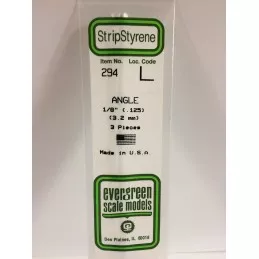 StripStyrene
Item No. Loc. Code
294 L
ANGLE
1/8" (.125)
(3.2 mm)
3 Pieces
Made in U.S.A
evergreen
scale models
Des Plaines, IL 60018